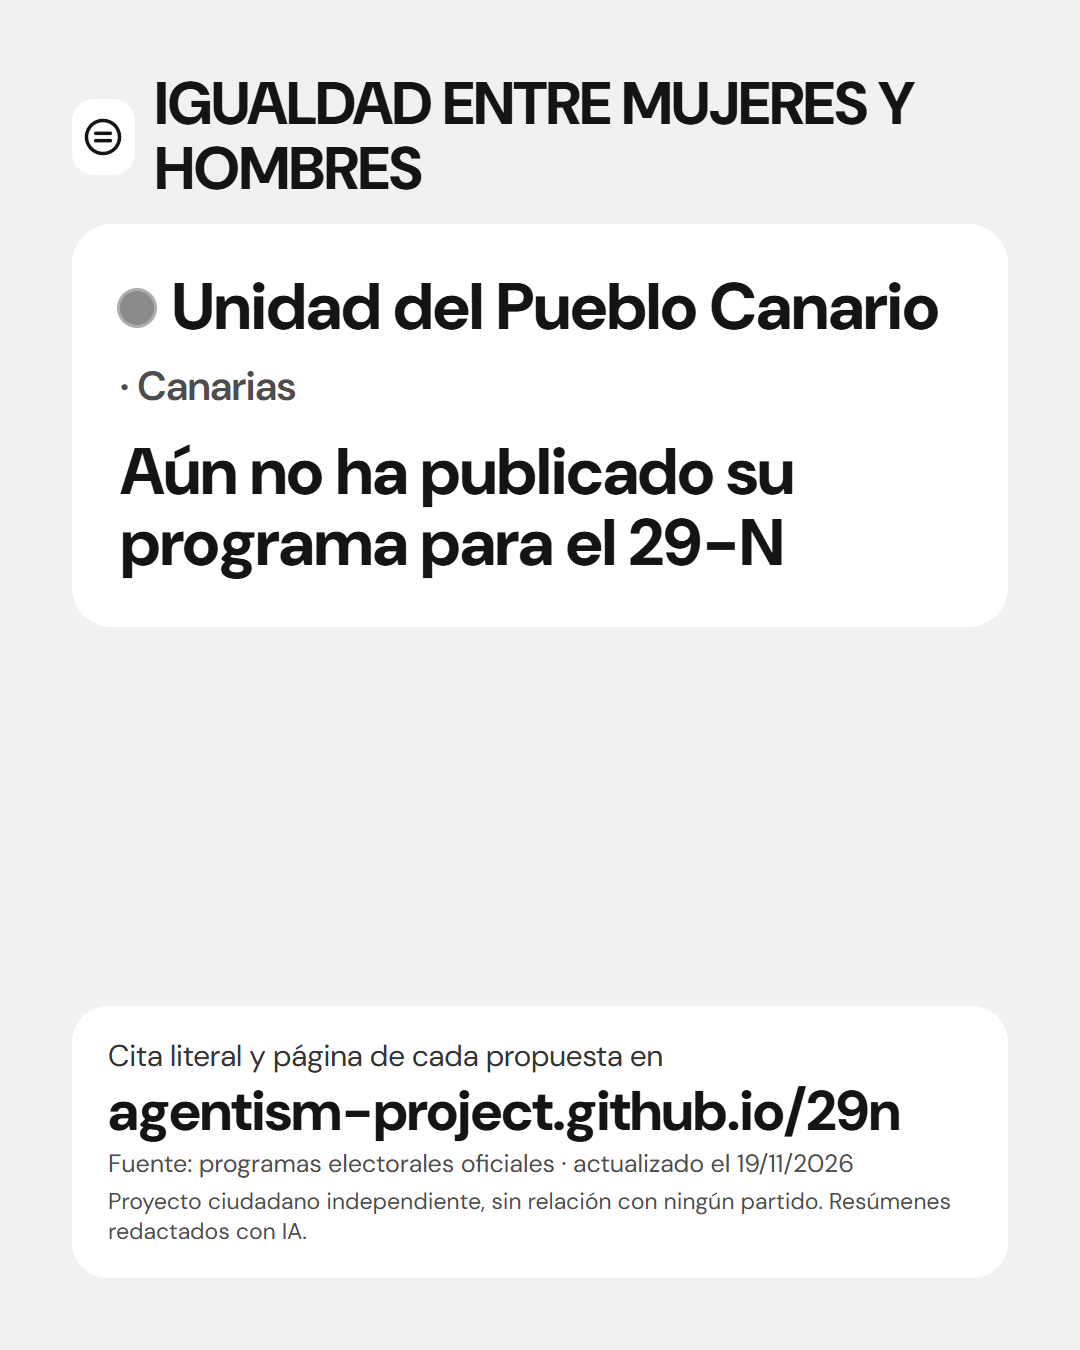 IGUALDAD ENTRE MUJERES Y
HOMBRES
Unidad del Pueblo Canario
· Canarias
Aún no ha publicado su
programa para el 29-N
Cita literal y página de cada propuesta en
agentism-project.github.io/29n
Fuente: programas electorales oficiales · actualizado el 19/11/2026
Proyecto ciudadano independiente, sin relación con ningún partido. Resúmenes
redactados con IA.